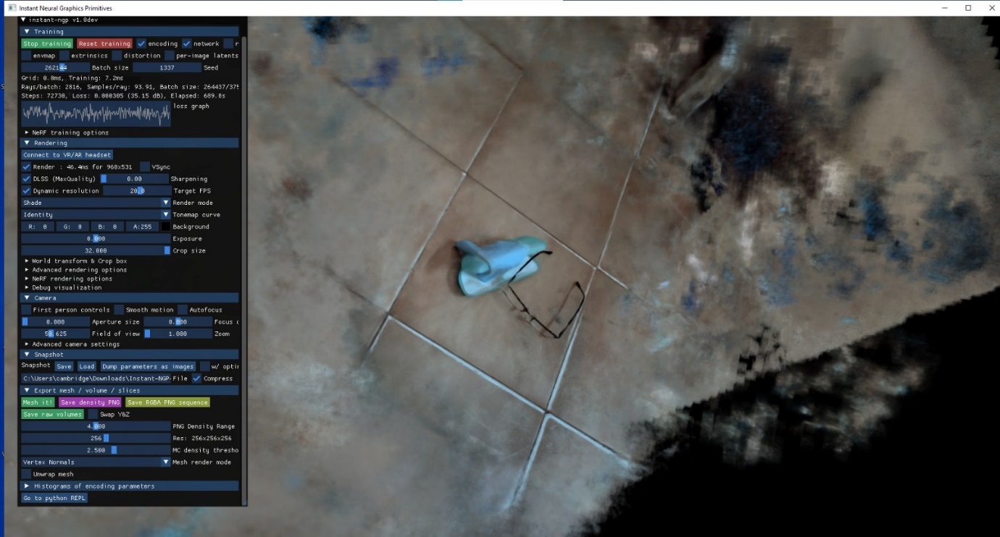 Instant Neural Graphics Primitives
▼ instant-ngp v1.0dev
▼ Training
Stop training Reset training encoding network r
envmap extrinsics distortion per-image latents
262144 Batch size 1337 Seed
Grid: 0.8ms, Training: 7.2ms
Rays/batch: 2816, Samples/ray: 93.91, Batch size: 264437/375
Steps: 72730, Loss: 0.000305 (35.15 dB), Elapsed: 689.8s
loss graph
► NeRF training options
▼ Rendering
Connect to VR/AR headset
Render : 46.4ms for 960x531 VSync
DLSS (MaxQuality) 0.00 Sharpening
Dynamic resolution 20.0 Target FPS
Shade Render mode
Identity Tonemap curve
R: 0 G: 0 B: 0 A:255 Background
0.000 Exposure
32.000 Crop size
► World transform & Crop box
► Advanced rendering options
► NeRF rendering options
► Debug visualization
▼ Camera
First person controls Smooth motion Autofocus
0.000 Aperture size 0.000 Focus
50.625 Field of view 1.000 Zoom
► Advanced camera settings
▼ Snapshot
Snapshot Save Load Dump parameters as images w/ opti
C:\Users\cambridge\Downloads\Instant-NGP- File Compress
▼ Export mesh / volume / slices
Mesh it! Save density PNG Save RGBA PNG sequence
Save raw volumes Swap Y&Z
4.000 PNG Density Range
256 Res: 256x256x256
2.500 MC density thresho
Vertex Normals Mesh render mode
Unwrap mesh
► Histograms of encoding parameters
Go to python REPL